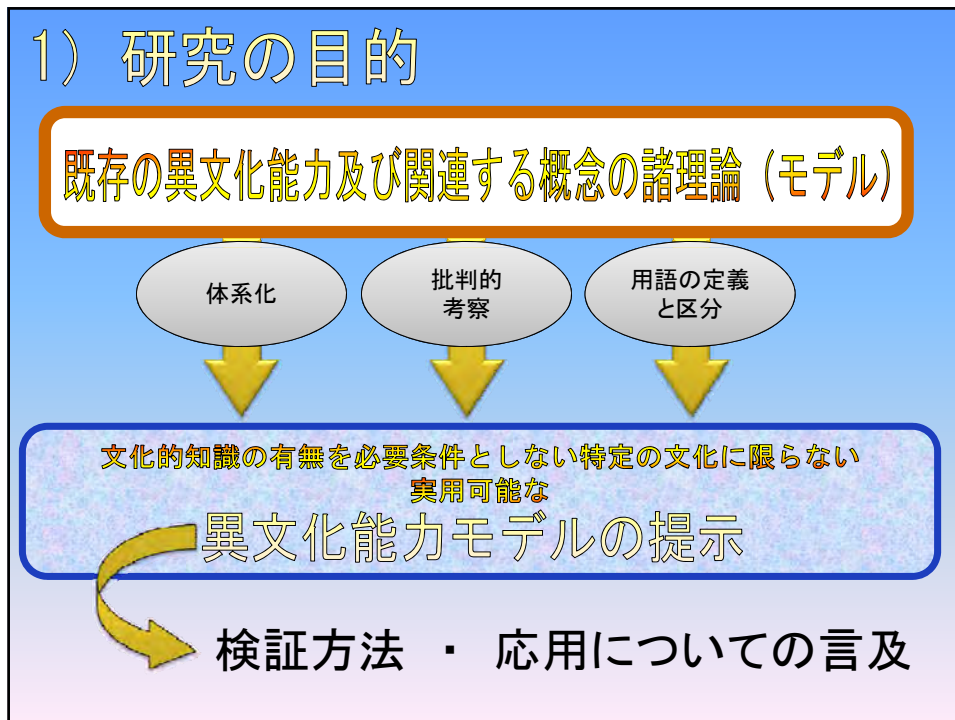 1) 研究の目的
既存の異文化能力及び関連する概念の諸理論（モデル）
体系化
批判的
考察
用語の定義
と区分
文化的知識の有無を必要条件としない特定の文化に限らない
実用可能な
異文化能力モデルの提示
検証方法 ・ 応用についての言及